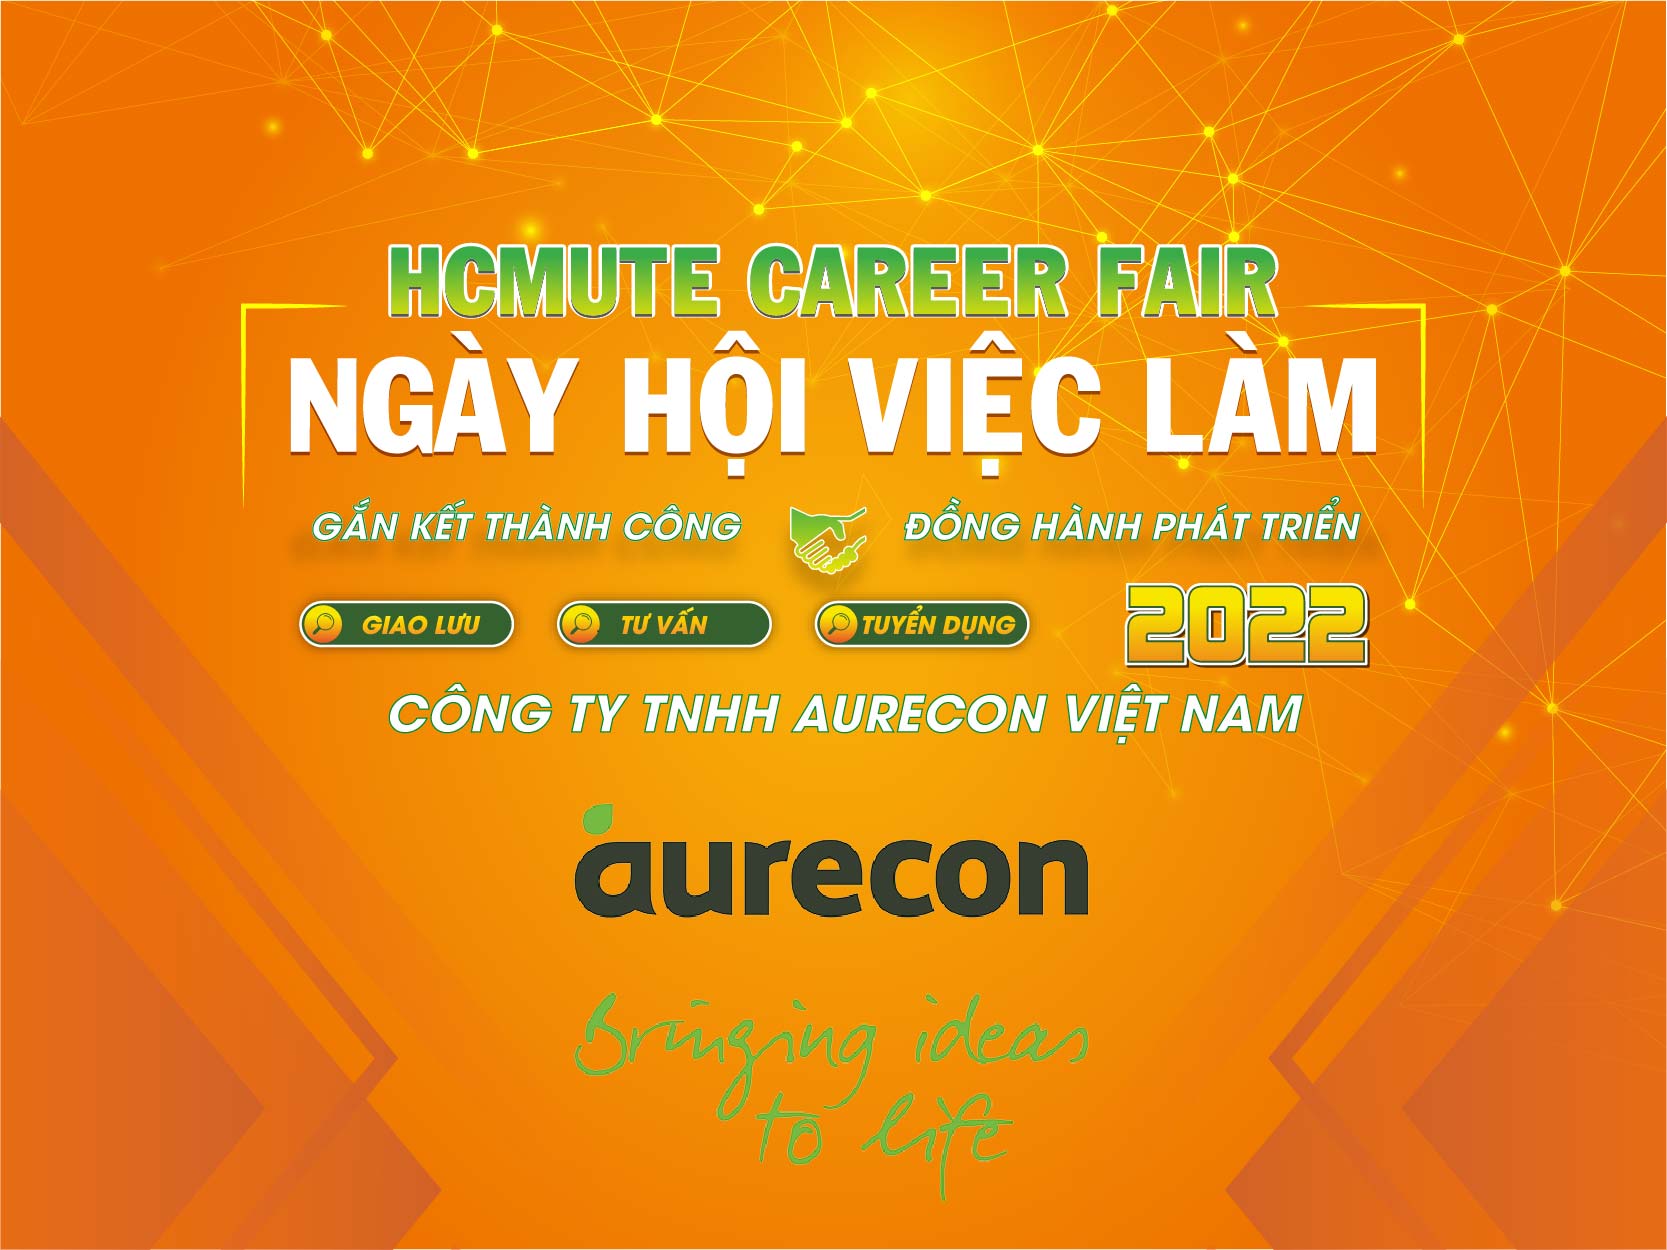 HCMUTE CAREER FAIR
NGÀY HỘI VIỆC LÀM
GẮN KẾT THÀNH CÔNG ĐỒNG HÀNH PHÁT TRIỂN
GIAO LƯU TƯ VẤN TUYỂN DỤNG 2022
CÔNG TY TNHH AURECON VIỆT NAM
aurecon
Bringing ideas
to life